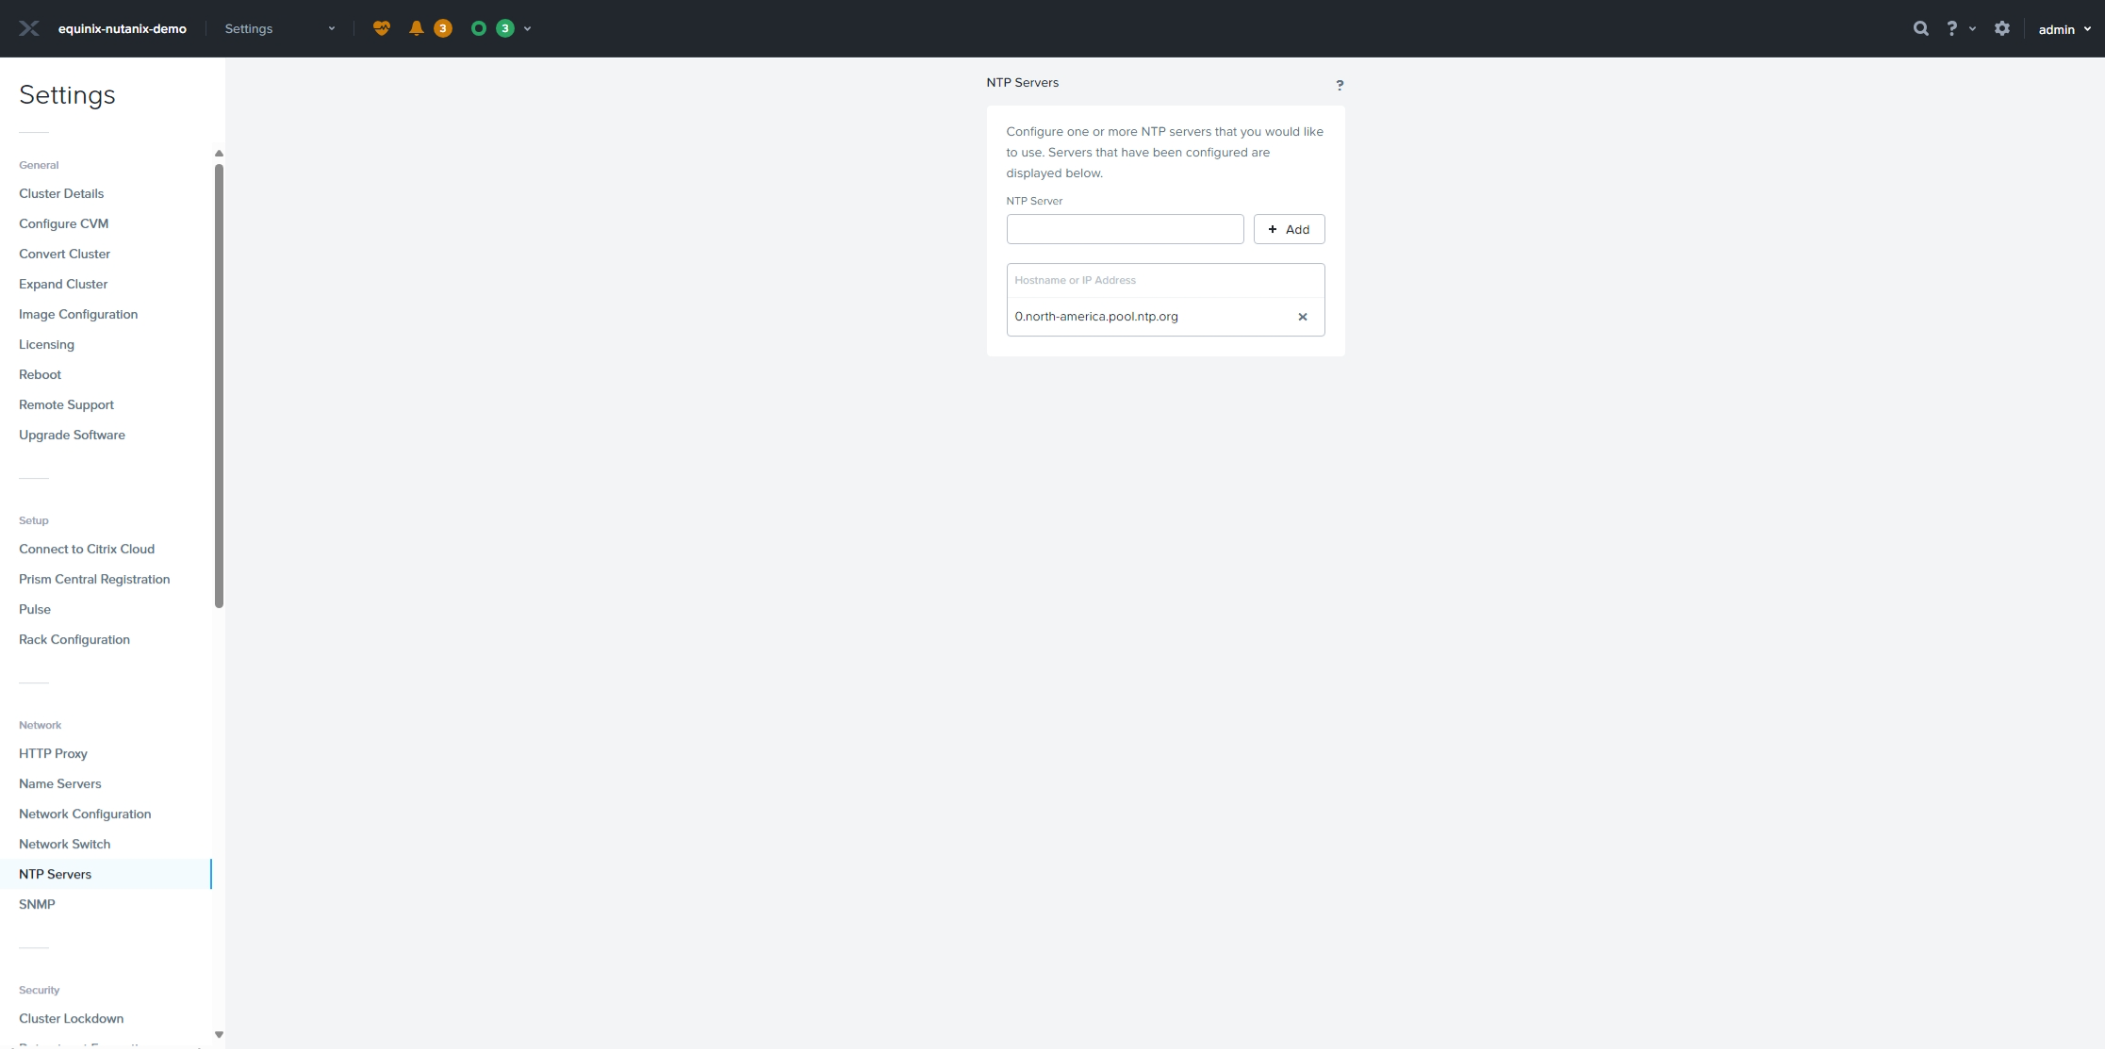 equinix-nutanix-demo
Settings
3
3
?
admin
Settings
General
Cluster Details
Configure CVM
Convert Cluster
Expand Cluster
Image Configuration
Licensing
Reboot
Remote Support
Upgrade Software
Setup
Connect to Citrix Cloud
Prism Central Registration
Pulse
Rack Configuration
Network
HTTP Proxy
Name Servers
Network Configuration
Network Switch
NTP Servers
SNMP
Security
Cluster Lockdown
NTP Servers
?
Configure one or more NTP servers that you would like
to use. Servers that have been configured are
displayed below.
NTP Server
+ Add
Hostname or IP Address
0.north-america.pool.ntp.org